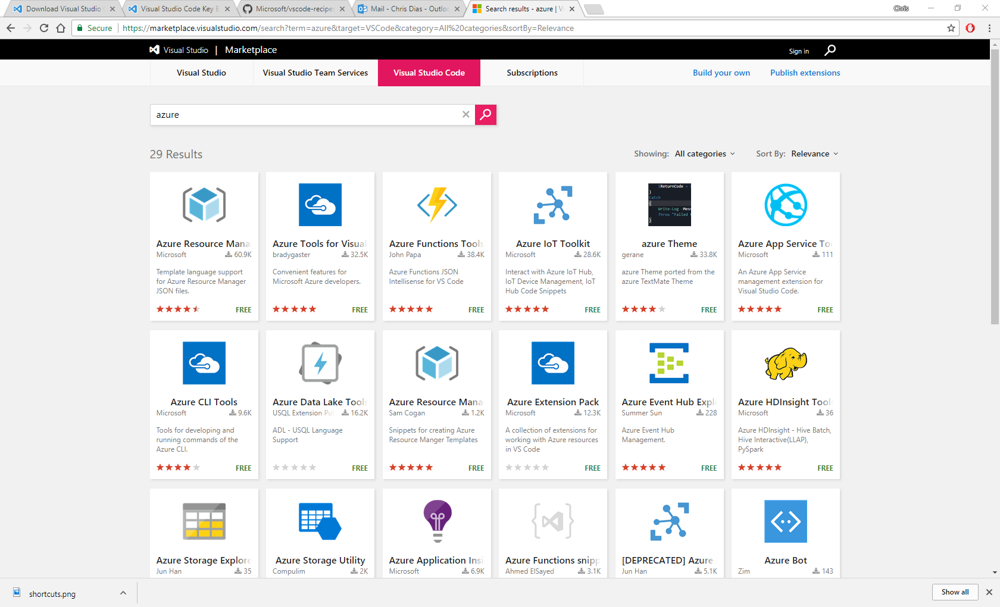 Download Visual Studio C
Visual Studio Code Key B
Microsoft/vscode-recipes
Mail - Chris Dias - Outloo
Search results - azure | Vi
Chris
Secure
https://marketplace.visualstudio.com/search?term=azure&target=VSCode&category=All%20categories&sortBy=Relevance
Visual Studio | Marketplace
Sign in
Visual Studio
Visual Studio Team Services
Visual Studio Code
Subscriptions
Build your own
Publish extensions
azure
29 Results
Showing: All categories
Sort By: Relevance
$ReturnCode = $
}
Catch
{
Write-Log -Mess
Throw "Failed
}
Azure Resource Mana
Microsoft 60.9K
Template language support
for Azure Resource Manager
JSON files.
FREE
Azure Tools for Visual
bradygaster 32.5K
Convenient features for
Microsoft Azure developers.
FREE
Azure Functions Tools
John Papa 38.4K
Azure Functions JSON
Intellisense for VS Code
FREE
Azure IoT Toolkit
Microsoft 28.6K
Interact with Azure IoT Hub,
IoT Device Management, IoT
Hub Code Snippets
FREE
azure Theme
gerane 33.8K
azure Theme ported from the
azure TextMate Theme
FREE
Azure App Service Too
Microsoft 111
An Azure App Service
management extension for
Visual Studio Code.
FREE
Azure CLI Tools
Microsoft 9.6K
Tools for developing and
running commands of the
Azure CLI.
FREE
Azure Data Lake Tools
USQL Extension Pu 16.2K
ADL - USQL Language
Support
FREE
Azure Resource Mana
Sam Cogan 1.2K
Snippets for creating Azure
Resource Manger Templates
FREE
Azure Extension Pack
Microsoft 12.3K
A collection of extensions for
working with Azure resources
in VS Code
FREE
Azure Event Hub Expl
Summer Sun 228
Azure Event Hub
Management.
FREE
Azure HDInsight Tools
Microsoft 36
Azure HDInsight - Hive Batch,
Hive Interactive(LLAP),
PySpark
FREE
Azure Storage Explore
Jun Han 35
Azure Storage Utility
Compulim 2K
Azure Application Insi
Microsoft 6.9K
Azure Functions snipp
Ahmed ElSayed 3.1K
[DEPRECATED] Azure
Jun Han 5.1K
Azure Bot
Zim 143
shortcuts.png
Show all